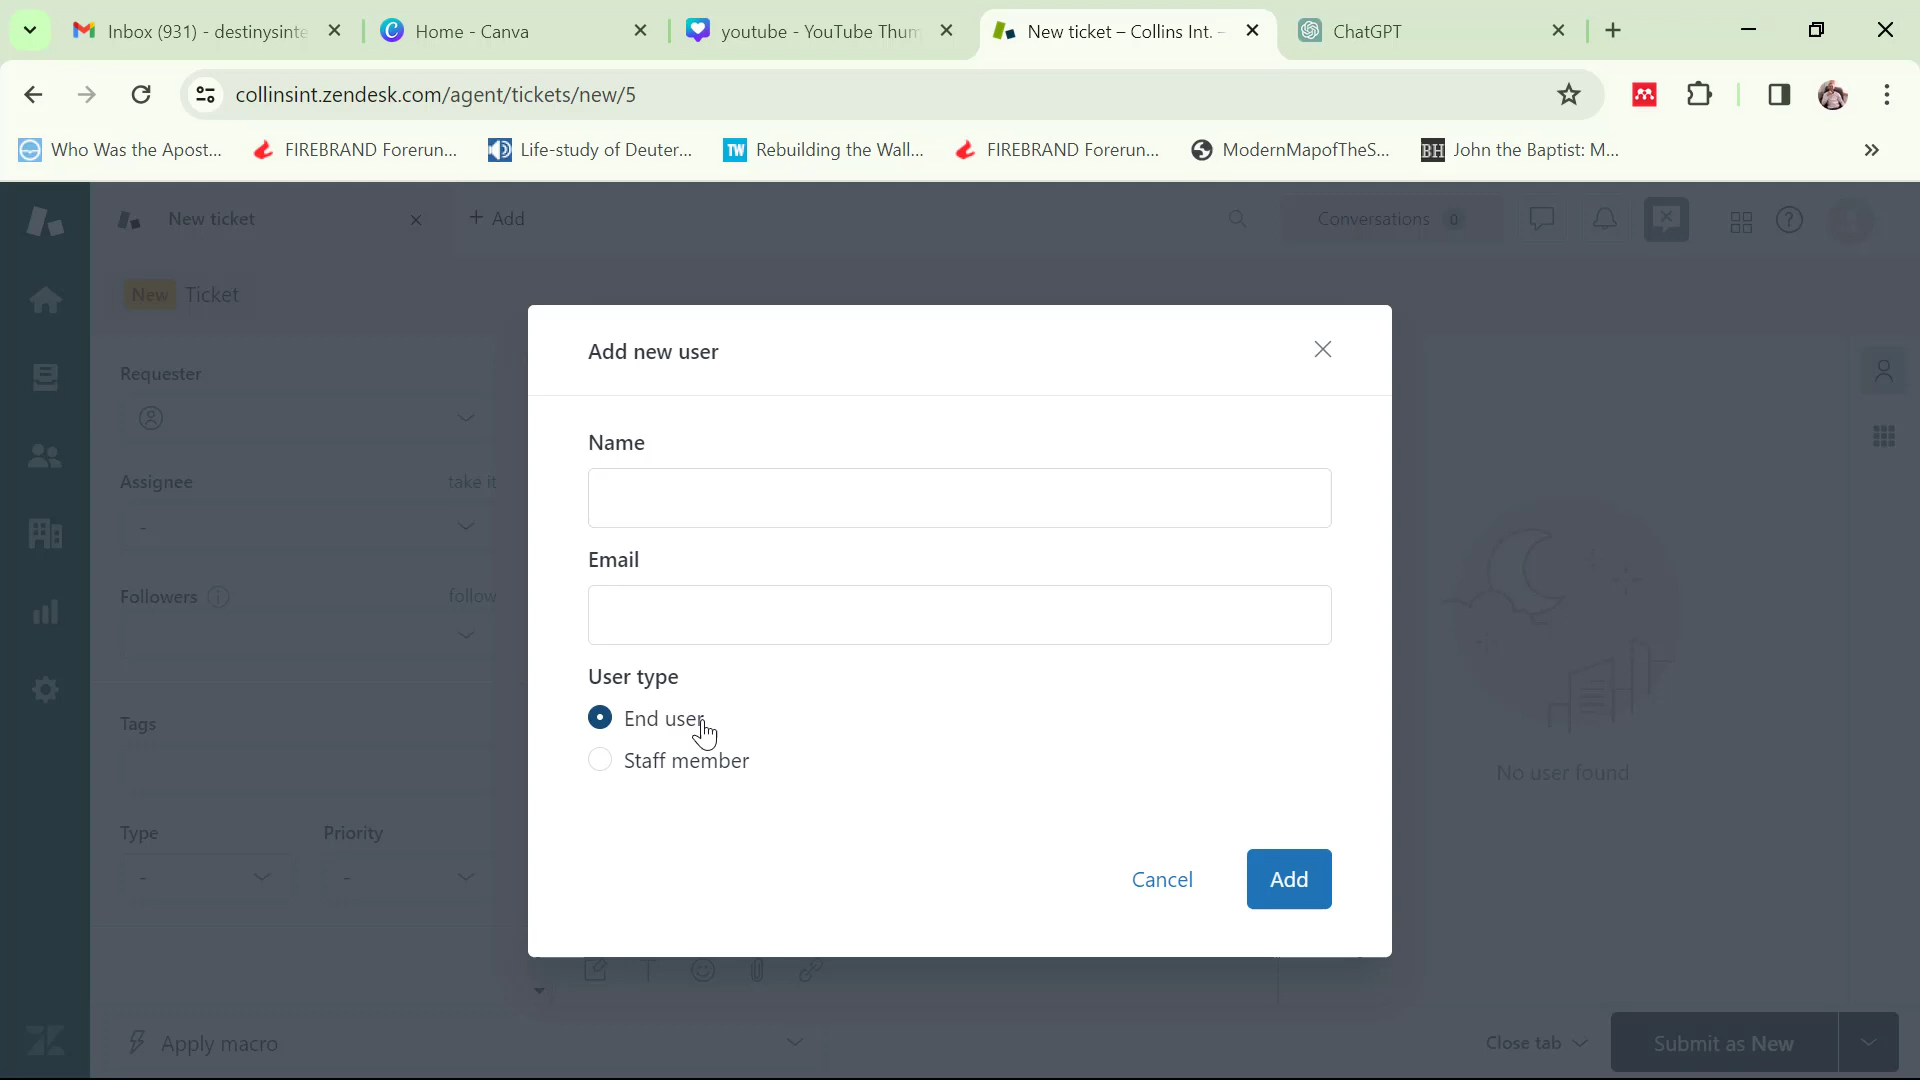 Inbox (931) - destinysinte
Home - Canva
youtube - YouTube Thum
New ticket – Collins Int. –
ChatGPT
collinsint.zendesk.com/agent/tickets/new/5
Who Was the Apost...
FIREBRAND Forerun...
Life-study of Deuter...
TW
Rebuilding the Wall...
FIREBRAND Forerun...
ModernMapofTheS...
BH
John the Baptist: M...
New ticket
+ Add
Conversations 0
New Ticket
Requester
Assignee
take it
-
Followers
follow
Tags
Type
Priority
-
-
Add new user
Name
Email
User type
End user
Staff member
Cancel
Add
No user found
Apply macro
Close tab
Submit as New